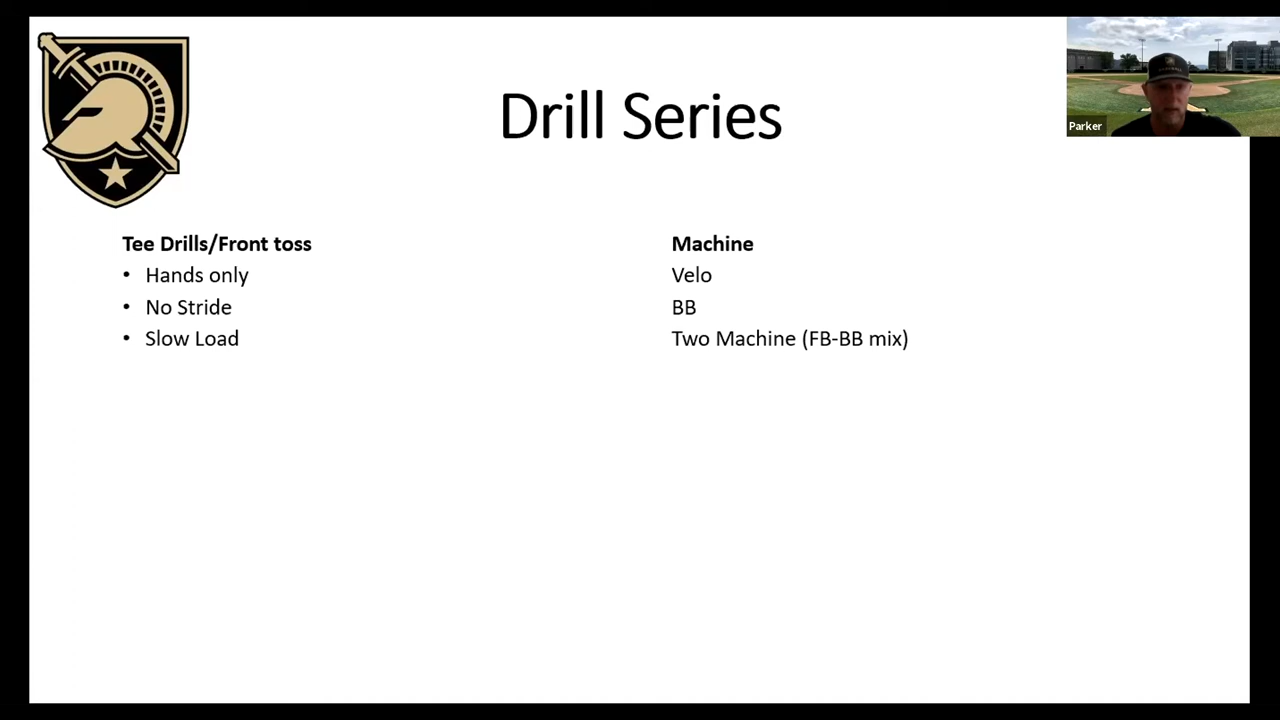 Drill Series
Parker
Tee Drills/Front toss
• Hands only
• No Stride
• Slow Load
Machine
Velo
BB
Two Machine (FB-BB mix)